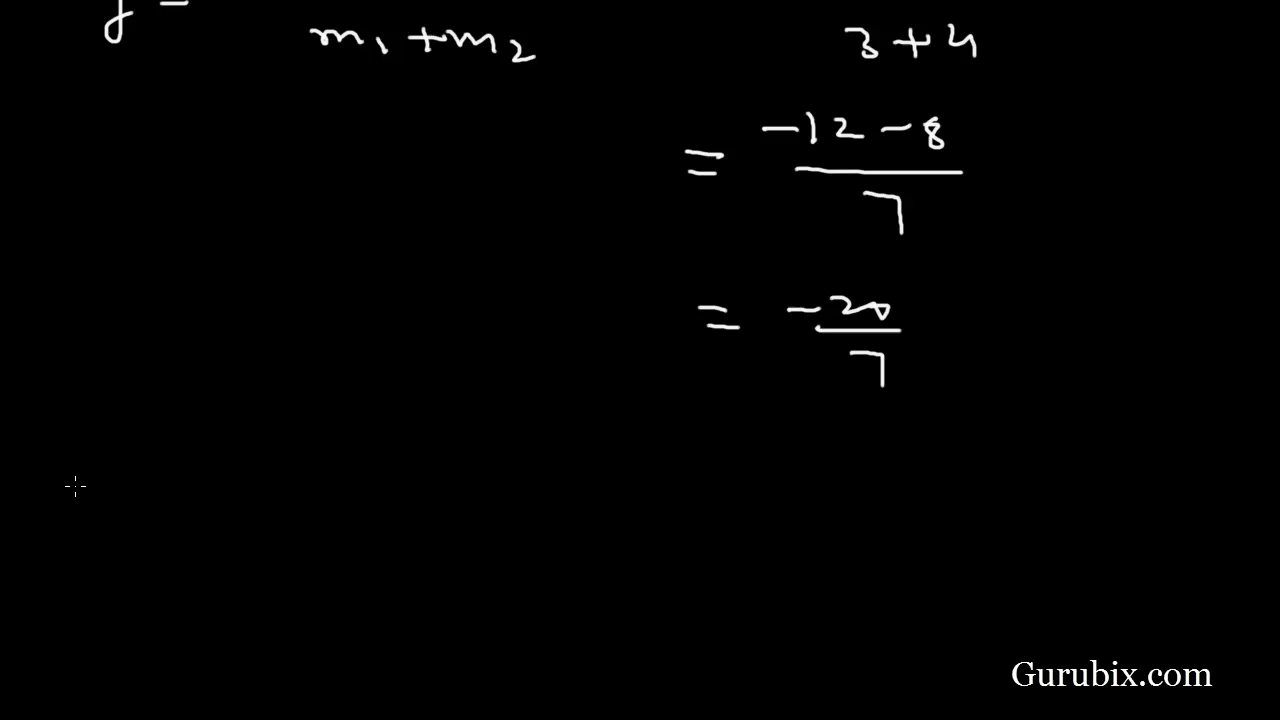 y =
m₁ + m₂ 3 + 4
= -12 - 8
7
= -20
7
Gurubix.com